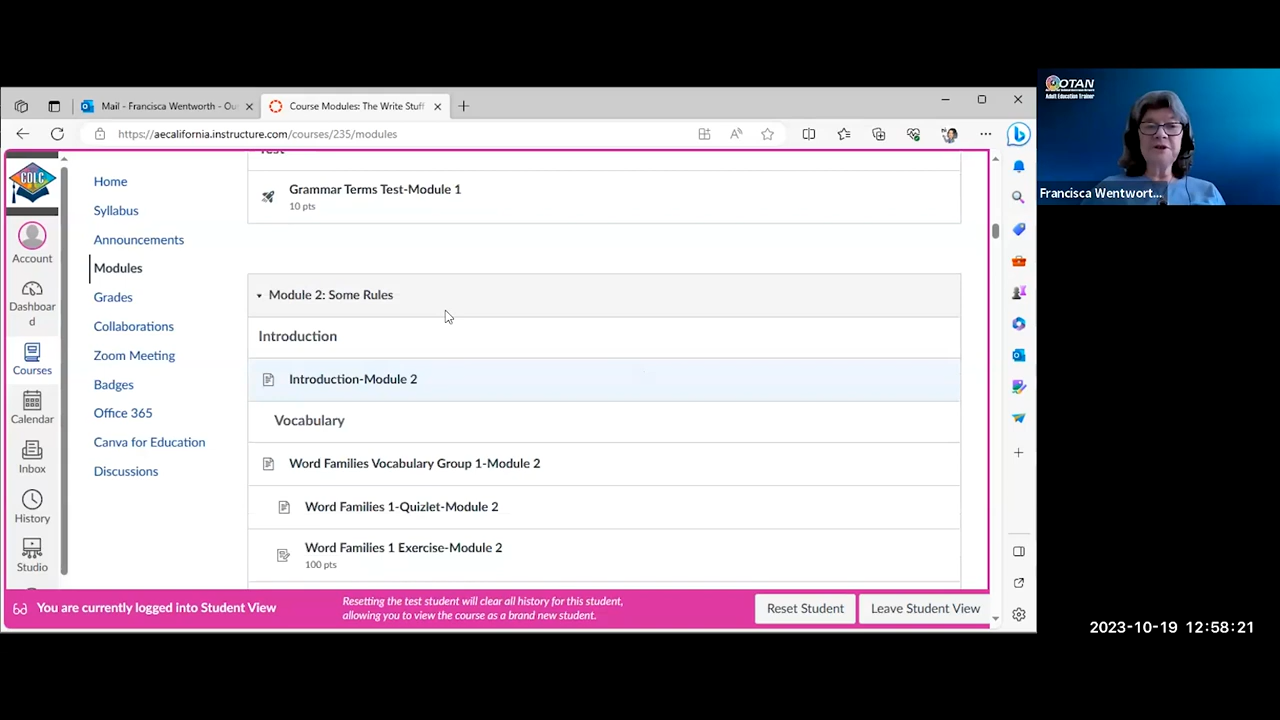 OTAN
Adult Education Trainer
Francisca Wentwort...
Mail - Francisca Wentworth - Ou
Course Modules: The Write Stuff
https://aecalifornia.instructure.com/courses/235/modules
CDLC
Account
Dashboar
d
Courses
Calendar
Inbox
History
Studio
Home
Syllabus
Announcements
Modules
Grades
Collaborations
Zoom Meeting
Badges
Office 365
Canva for Education
Discussions
Test
Grammar Terms Test-Module 1
10 pts
Module 2: Some Rules
Introduction
Introduction-Module 2
Vocabulary
Word Families Vocabulary Group 1-Module 2
Word Families 1-Quizlet-Module 2
Word Families 1 Exercise-Module 2
100 pts
You are currently logged into Student View
Resetting the test student will clear all history for this student,
allowing you to view the course as a brand new student.
Reset Student
Leave Student View
2023-10-19 12:58:21